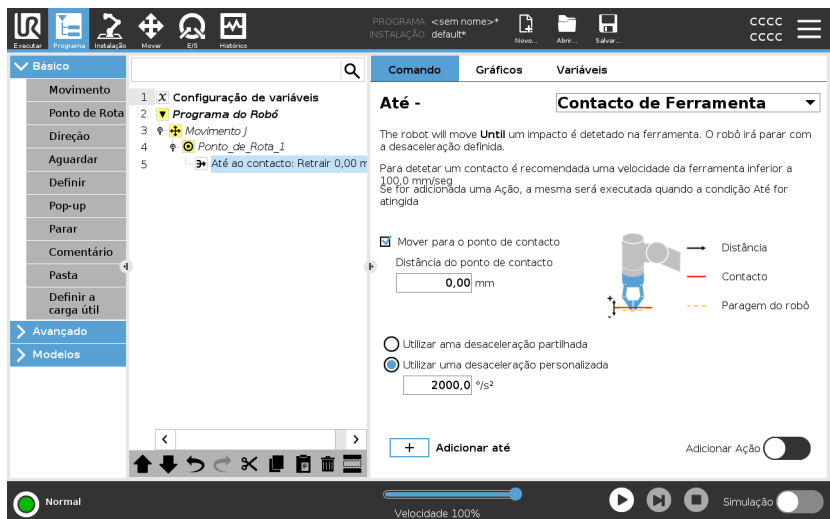 PROGRAMA <sem nome>*
INSTALAÇÃO default*
cccc
cccc
Executar Programa Instalação Mover E/S Histórico Novo... Abrir... Salvar...
Básico
Movimento
Ponto de Rota
Direção
Aguardar
Definir
Pop-up
Parar
Comentário
Pasta
Definir a
carga útil
Avançado
Modelos
1 X Configuração de variáveis
2 Programa do Robô
3 Movimento J
4 Ponto_de_Rota_1
5 Até ao contacto: Retrair 0,00 m
Comando Gráficos Variáveis
Até - Contacto de Ferramenta
The robot will move Until um impacto é detetado na ferramenta. O robô irá parar com
a desaceleração definida.
Para detetar um contacto é recomendada uma velocidade da ferramenta inferior a
100,0 mm/seg
Se for adicionada uma Ação, a mesma será executada quando a condição Até for
atingida
Mover para o ponto de contacto
Distância do ponto de contacto
0,00 mm
+
-
Distância
Contacto
Paragem do robô
Utilizar ama desaceleração partilhada
Utilizar uma desaceleração personalizada
2000,0 °/s²
+ Adicionar até
Adicionar Ação
Normal
Velocidade 100%
Simulação